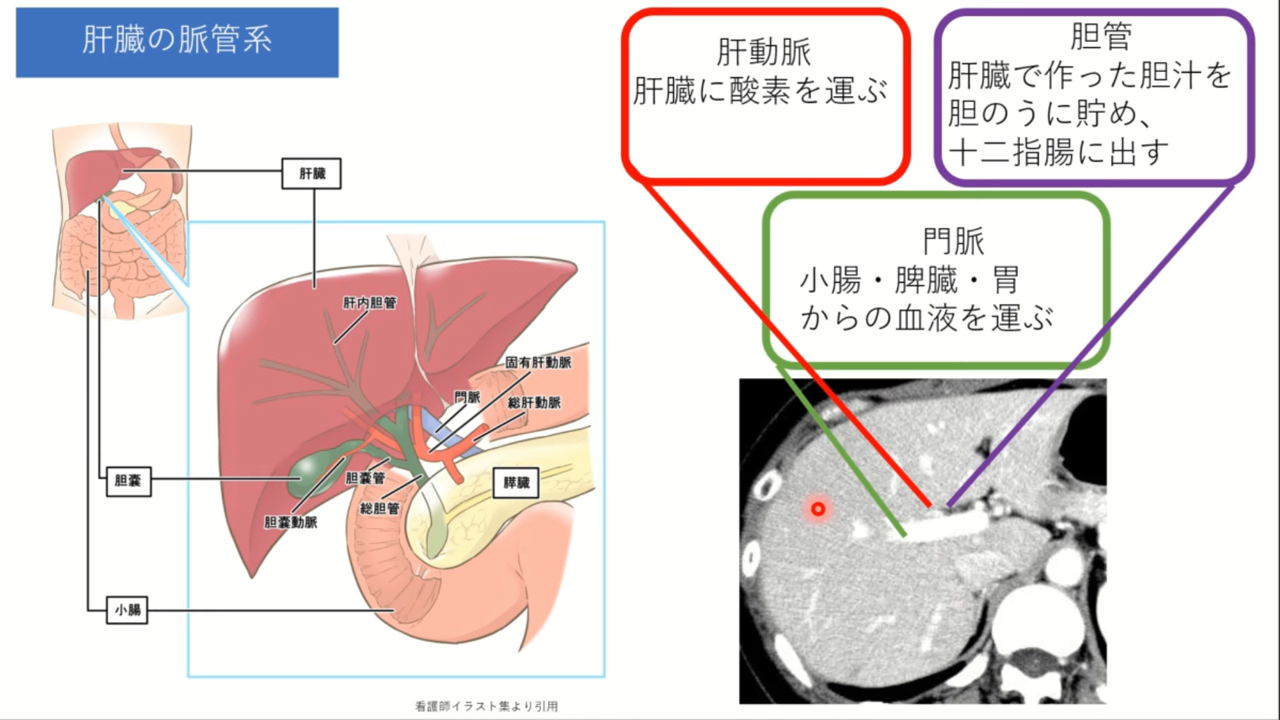 肝臓の脈管系
肝動脈
肝臓に酸素を運ぶ
胆管
肝臓で作った胆汁を
胆のうに貯め、
十二指腸に出す
門脈
小腸・脾臓・胃
からの血液を運ぶ
肝臓
肝内胆管
固有肝動脈
門脈
総肝動脈
胆嚢
胆嚢管
膵臓
総胆管
胆嚢動脈
小腸
看護師イラスト集より引用